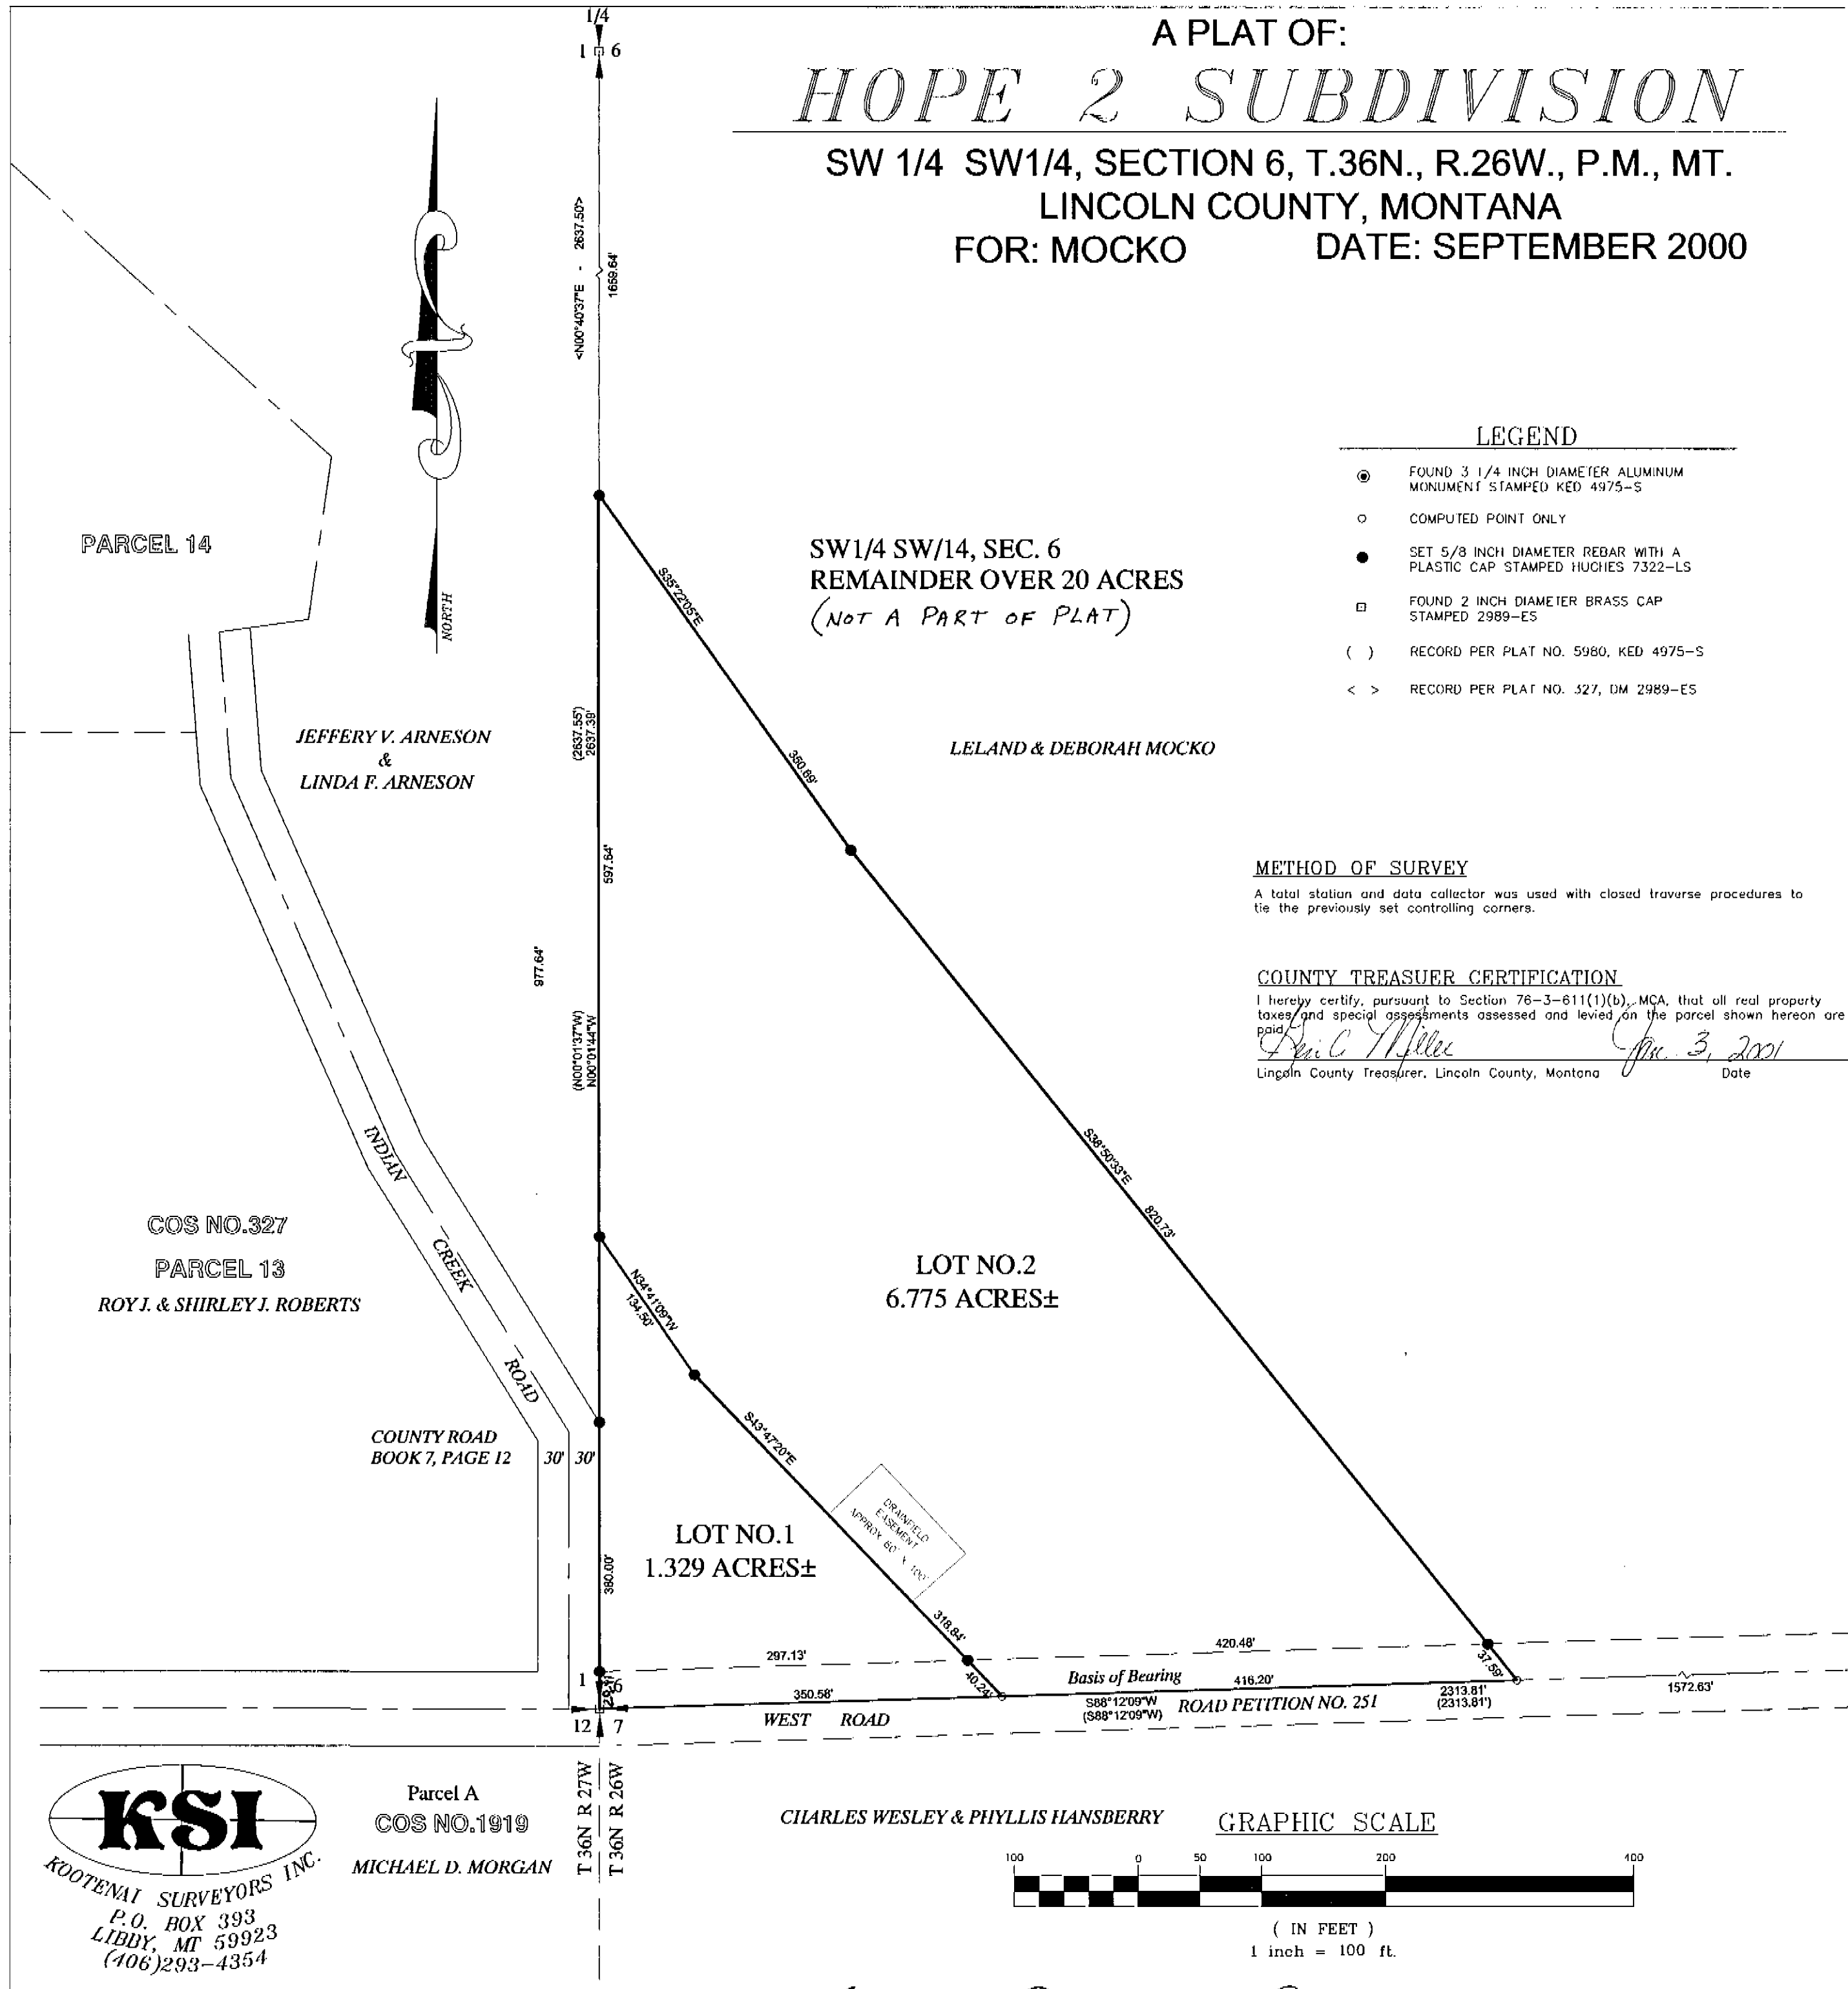 A PLAT OF:
HOPE 2 SUBDIVISION
SW 1/4 SW1/4, SECTION 6, T.36N., R.26W., P.M., MT.
LINCOLN COUNTY, MONTANA
FOR: MOCKO DATE: SEPTEMBER 2000
1/4
1 6
<N00°40'37"E - 2637.50>
1659.64'
NORTH
LEGEND
FOUND 3 1/4 INCH DIAMETER ALUMINUM
MONUMENT STAMPED KED 4975-S
COMPUTED POINT ONLY
SET 5/8 INCH DIAMETER REBAR WITH A
PLASTIC CAP STAMPED HUGHES 7322-LS
FOUND 2 INCH DIAMETER BRASS CAP
STAMPED 2989-ES
( ) RECORD PER PLAT NO. 5980, KED 4975-S
< > RECORD PER PLAT NO. 327, DM 2989-ES
PARCEL 14
SW1/4 SW/14, SEC. 6
REMAINDER OVER 20 ACRES
(NOT A PART OF PLAT)
S35°22'05"E
350.69'
JEFFERY V. ARNESON
&
LINDA F. ARNESON
(2637.55')
2637.39'
LELAND & DEBORAH MOCKO
597.64'
977.64'
(N00°01'37"W)
N00°01'44"W
METHOD OF SURVEY
A total station and data collector was used with closed traverse procedures to
tie the previously set controlling corners.
COUNTY TREASUER CERTIFICATION
I hereby certify, pursuant to Section 76-3-611(1)(b), MCA, that all real property
taxes and special assessments assessed and levied on the parcel shown hereon are
paid.
Miller Jan. 3, 2001
Lincoln County Treasurer, Lincoln County, Montana Date
S38°50'33"E
820.73'
INDIAN
CREEK
ROAD
COS NO.327
PARCEL 13
ROY J. & SHIRLEY J. ROBERTS
N34°41'09"W
134.50'
LOT NO.2
6.775 ACRES±
COUNTY ROAD
BOOK 7, PAGE 12
30' 30'
S43°47'20"E
318.84'
DRAINFIELD
EASEMENT
APPROX 60' X 100'
LOT NO.1
1.329 ACRES±
380.00'
297.13'
40.24'
420.48'
37.59'
1 6
12 7
350.58'
Basis of Bearing
416.20'
S88°12'09"W
(S88°12'09"W)
WEST ROAD
ROAD PETITION NO. 251
2313.81'
(2313.81')
1572.63'
T 36N R 27W
T 36N R 26W
KSI
KOOTENAI SURVEYORS INC.
P.O. BOX 393
LIBBY, MT 59923
(406)293-4354
Parcel A
COS NO.1919
MICHAEL D. MORGAN
CHARLES WESLEY & PHYLLIS HANSBERRY
GRAPHIC SCALE
100 0 50 100 200 400
( IN FEET )
1 inch = 100 ft.